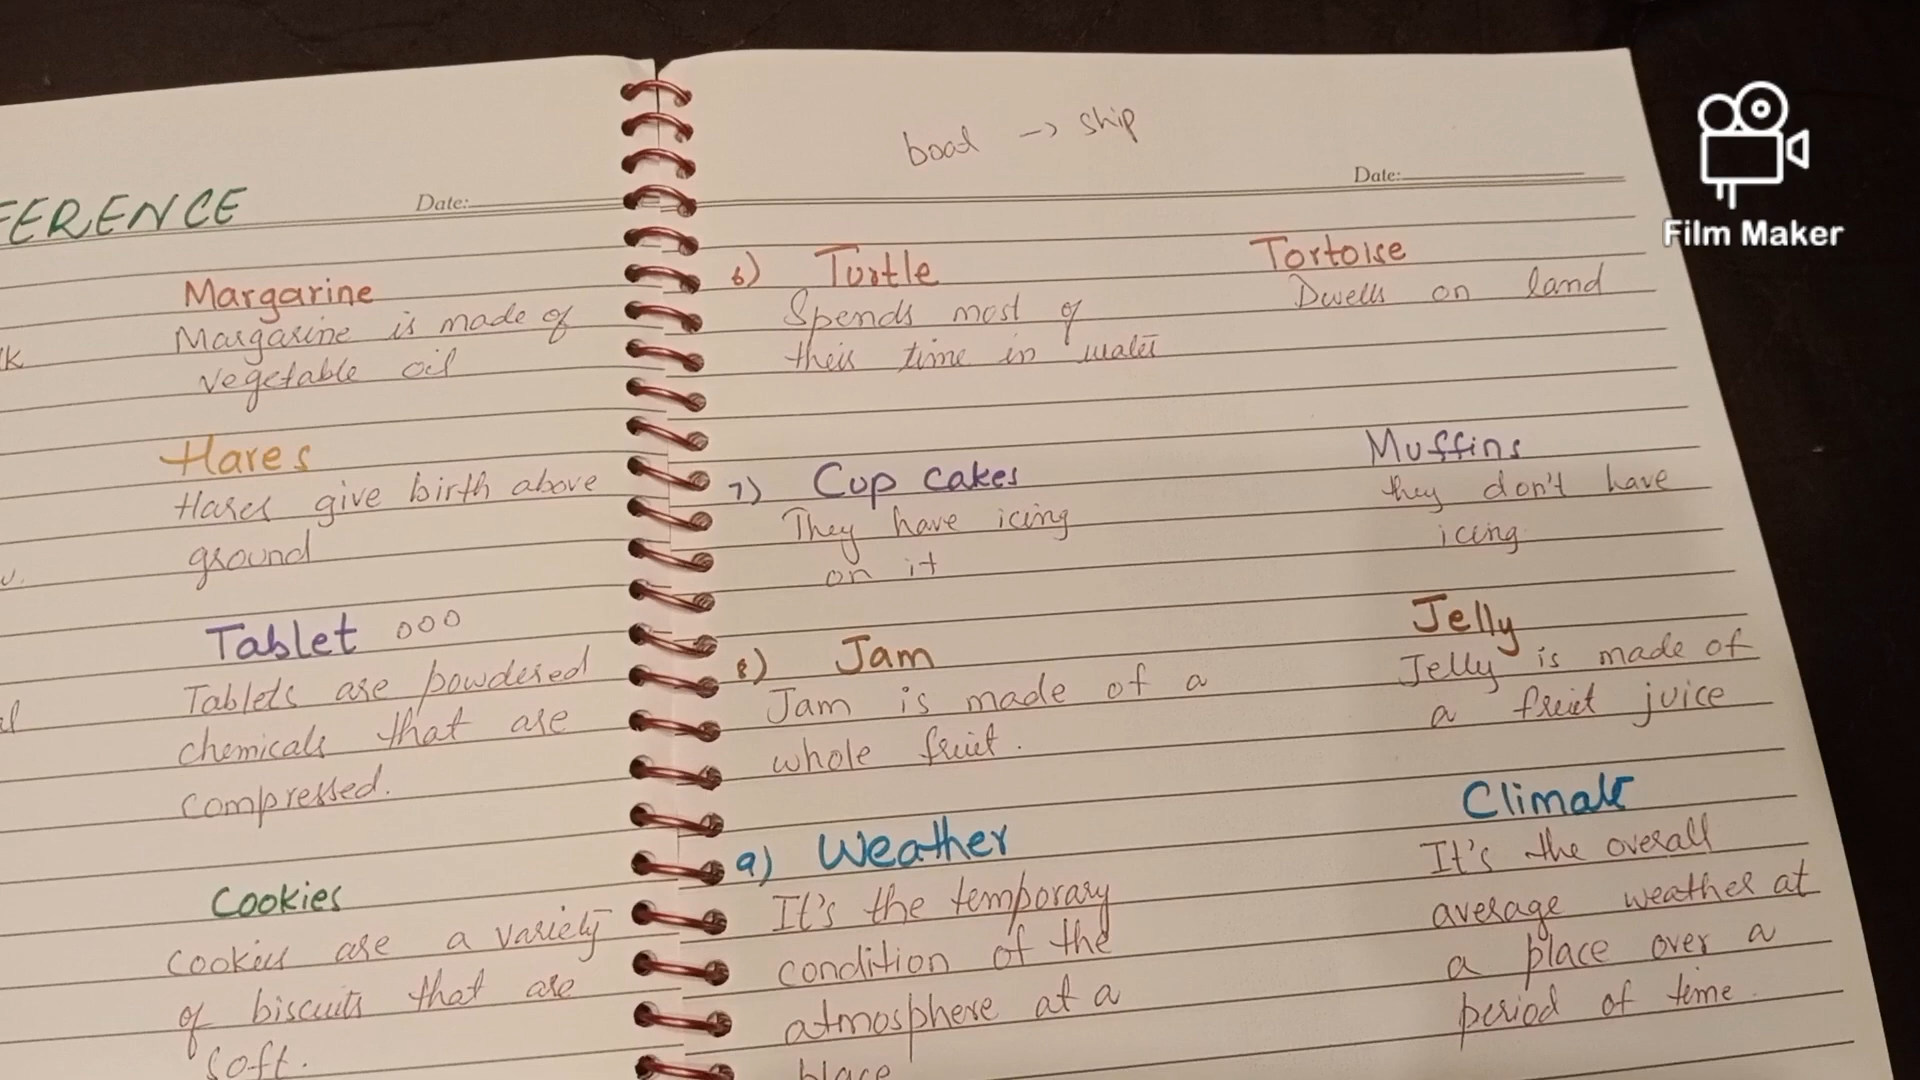 FERENCE
Date:
Margarine
Margarine is made of
vegetable oil
Hares
Hares give birth above
ground
Tablet ooo
Tablets are powdered
chemicals that are
compressed.
Cookies
Cookies are a variety
of biscuits that are
soft.
boat -> ship
Date:
6) Turtle
Spends most of
their time in water
Tortoise
Dwells on land
7) Cup cakes
They have icing
on it
Muffins
they don't have
icing.
8) Jam
Jam is made of a
whole fruit.
Jelly
Jelly is made of
a fruit juice
9) Weather
It's the temporary
condition of the
atmosphere at a
place
Climate
It's the overall
average weather at
a place over a
period of time.
Film Maker